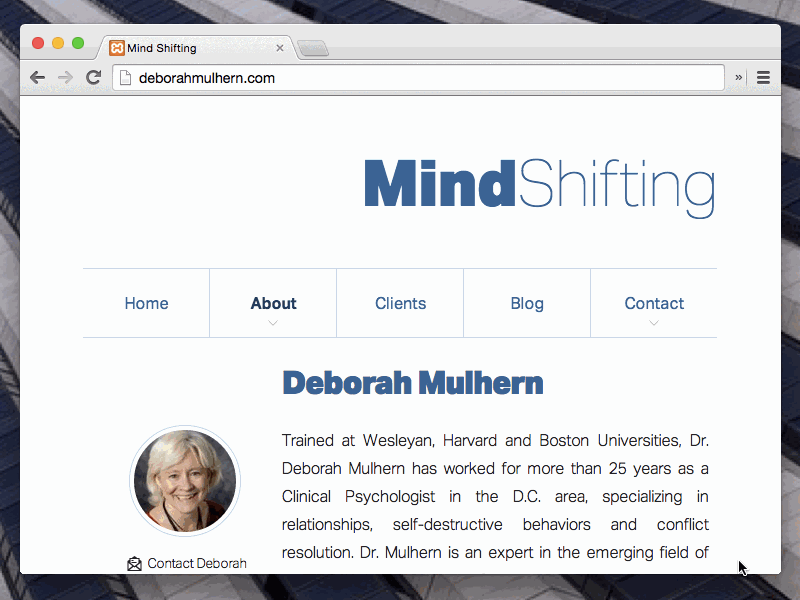 Mind Shifting
deborahmulhern.com
»
MindShifting
Home About Clients Blog Contact
Deborah Mulhern
Trained at Wesleyan, Harvard and Boston Universities, Dr.
Deborah Mulhern has worked for more than 25 years as a
Clinical Psychologist in the D.C. area, specializing in
relationships, self-destructive behaviors and conflict
resolution. Dr. Mulhern is an expert in the emerging field of
Contact Deborah